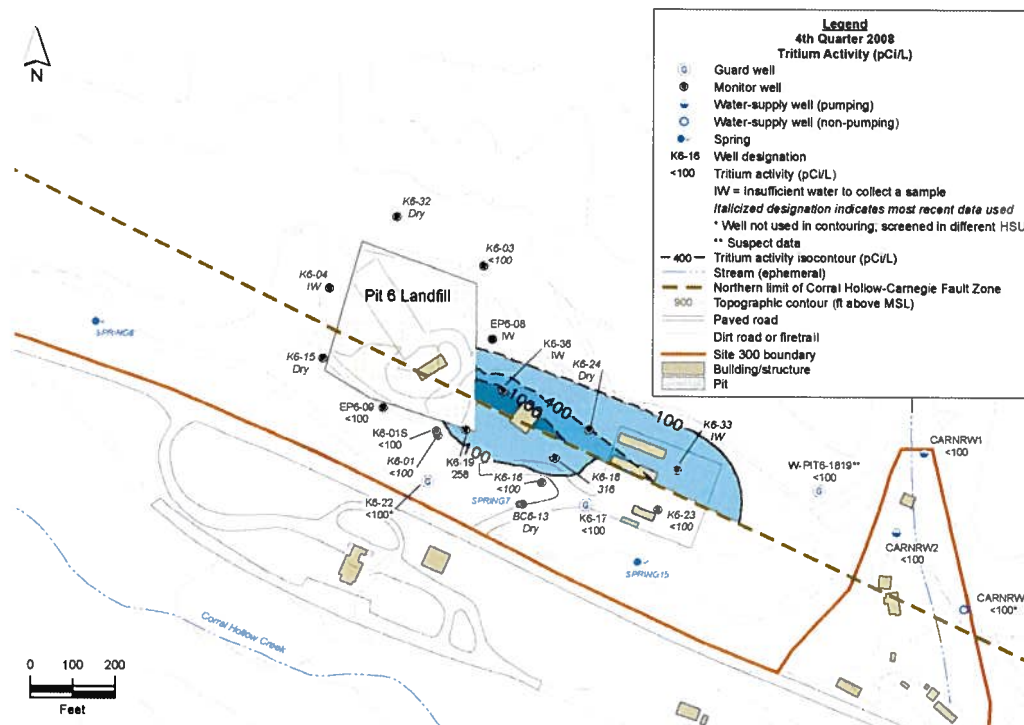 Legend
4th Quarter 2008
Tritium Activity (pCi/L)
Guard well
Monitor well
Water-supply well (pumping)
Water-supply well (non-pumping)
Spring
K6-16 Well designation
<100 Tritium activity (pCi/L)
IW = Insufficient water to collect a sample
Italicized designation indicates most recent data used
* Well not used in contouring; screened in different HSU
** Suspect data
400 Tritium activity isocontour (pCi/L)
Stream (ephemeral)
Northern limit of Corral Hollow-Carnegie Fault Zone
900 Topographic contour (ft above MSL)
Paved road
Dirt road or firetrail
Site 300 boundary
Building/structure
Pit
N
K6-32
Dry
K6-03
<100
K6-04
IW
Pit 6 Landfill
EP6-08
IW
K6-36
IW
K6-24
Dry
SPRING8
K6-15
Dry
1000
400
100
EP6-09
<100
K6-33
IW
K6-01S
<100
100
K6-01
<100
K6-19
258
K6-16
<100
K6-18
316
W-PIT6-1819**
<100
CARNRW1
<100
K6-22
<100*
SPRING7
BC6-13
Dry
K6-17
<100
K6-23
<100
CARNRW2
<100
SPRING15
CARNRW
<100*
Corral Hollow Creek
0 100 200
Feet